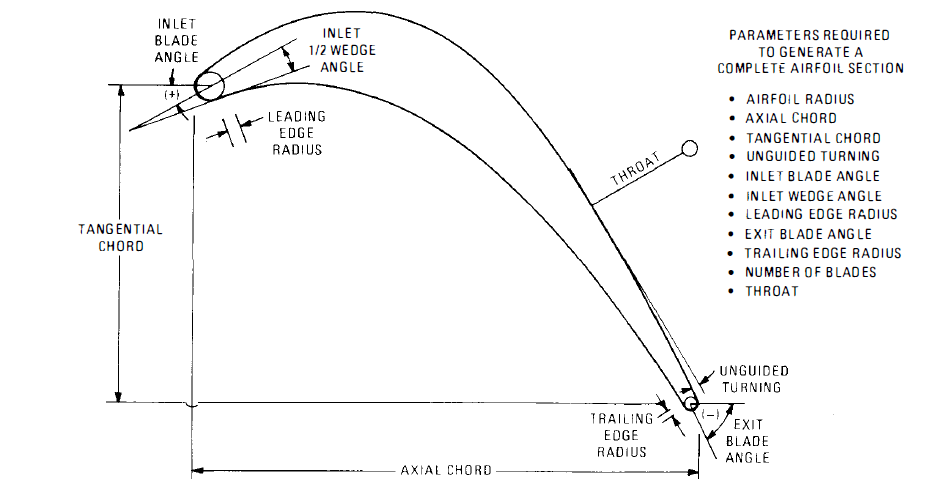 INLET
BLADE
ANGLE
(+)
INLET
1/2 WEDGE
ANGLE
LEADING
EDGE
RADIUS
TANGENTIAL
CHORD
THROAT
UNGUIDED
TURNING
(−)
EXIT
BLADE
ANGLE
TRAILING
EDGE
RADIUS
AXIAL CHORD
PARAMETERS REQUIRED
TO GENERATE A
COMPLETE AIRFOIL SECTION
• AIRFOIL RADIUS
• AXIAL CHORD
• TANGENTIAL CHORD
• UNGUIDED TURNING
• INLET BLADE ANGLE
• INLET WEDGE ANGLE
• LEADING EDGE RADIUS
• EXIT BLADE ANGLE
• TRAILING EDGE RADIUS
• NUMBER OF BLADES
• THROAT